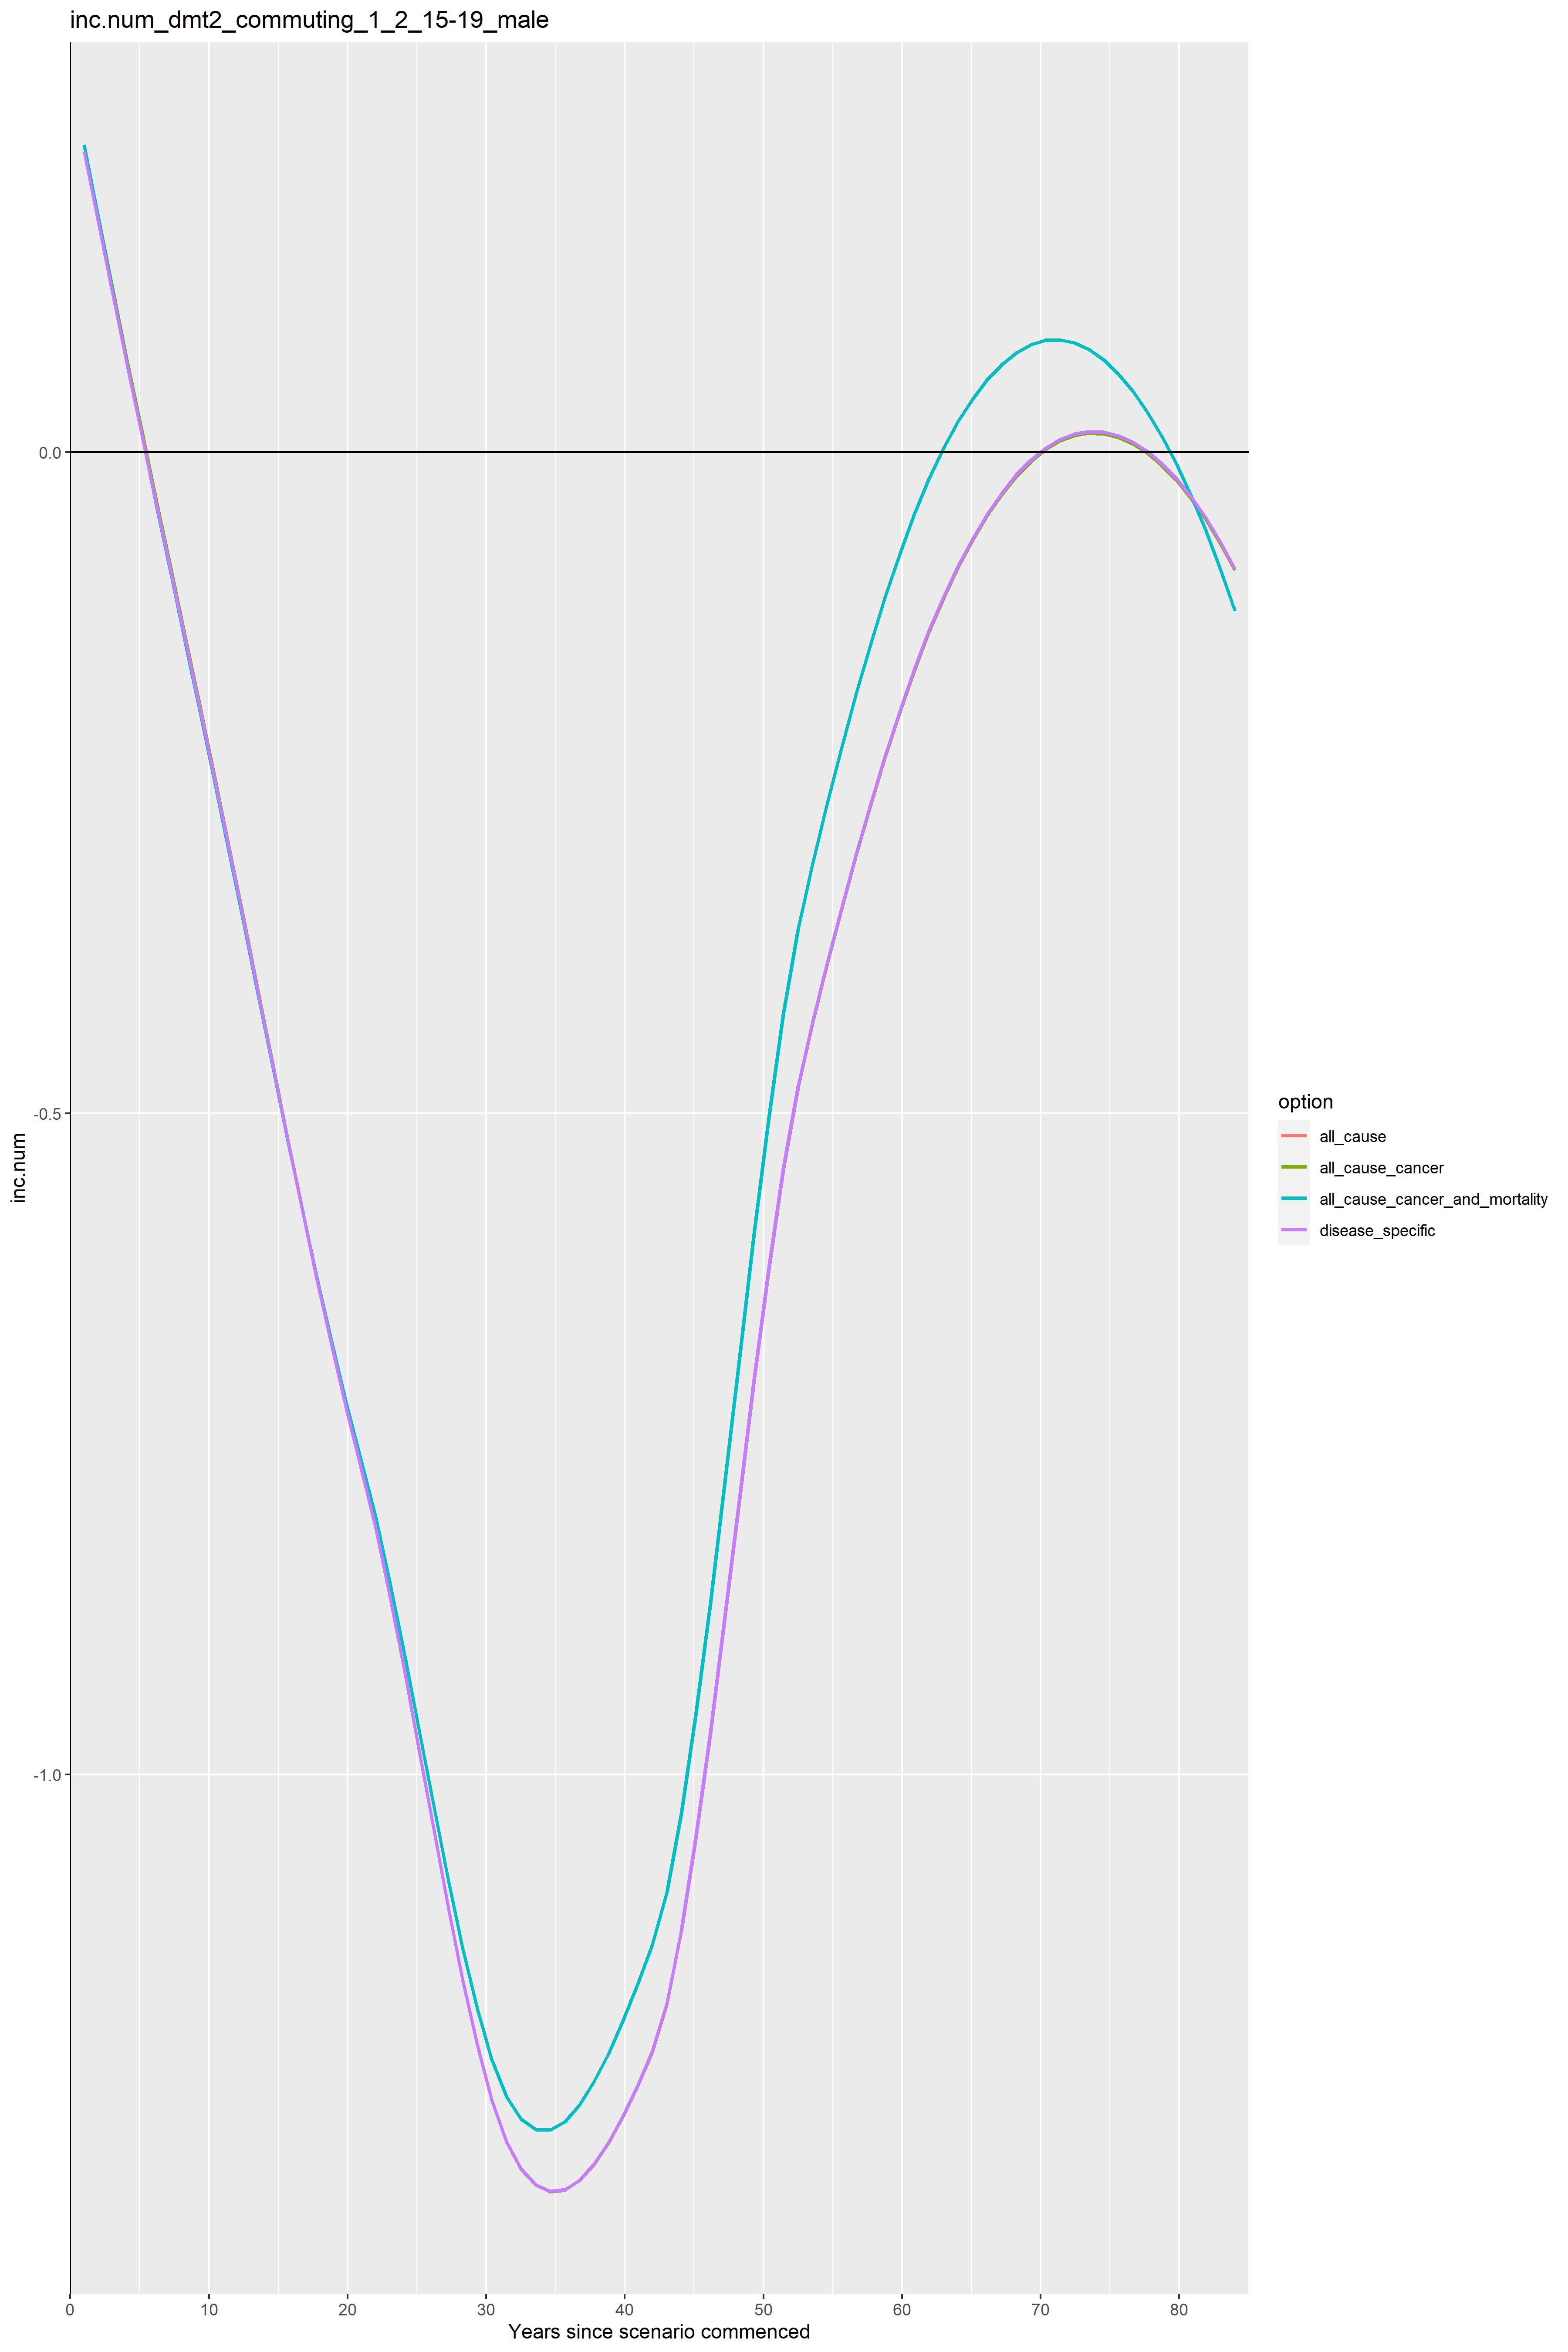 inc.num_dmt2_commuting_1_2_15-19_male
0.0
-0.5
-1.0
inc.num
0 10 20 30 40 50 60 70 80
Years since scenario commenced
option
all_cause
all_cause_cancer
all_cause_cancer_and_mortality
disease_specific